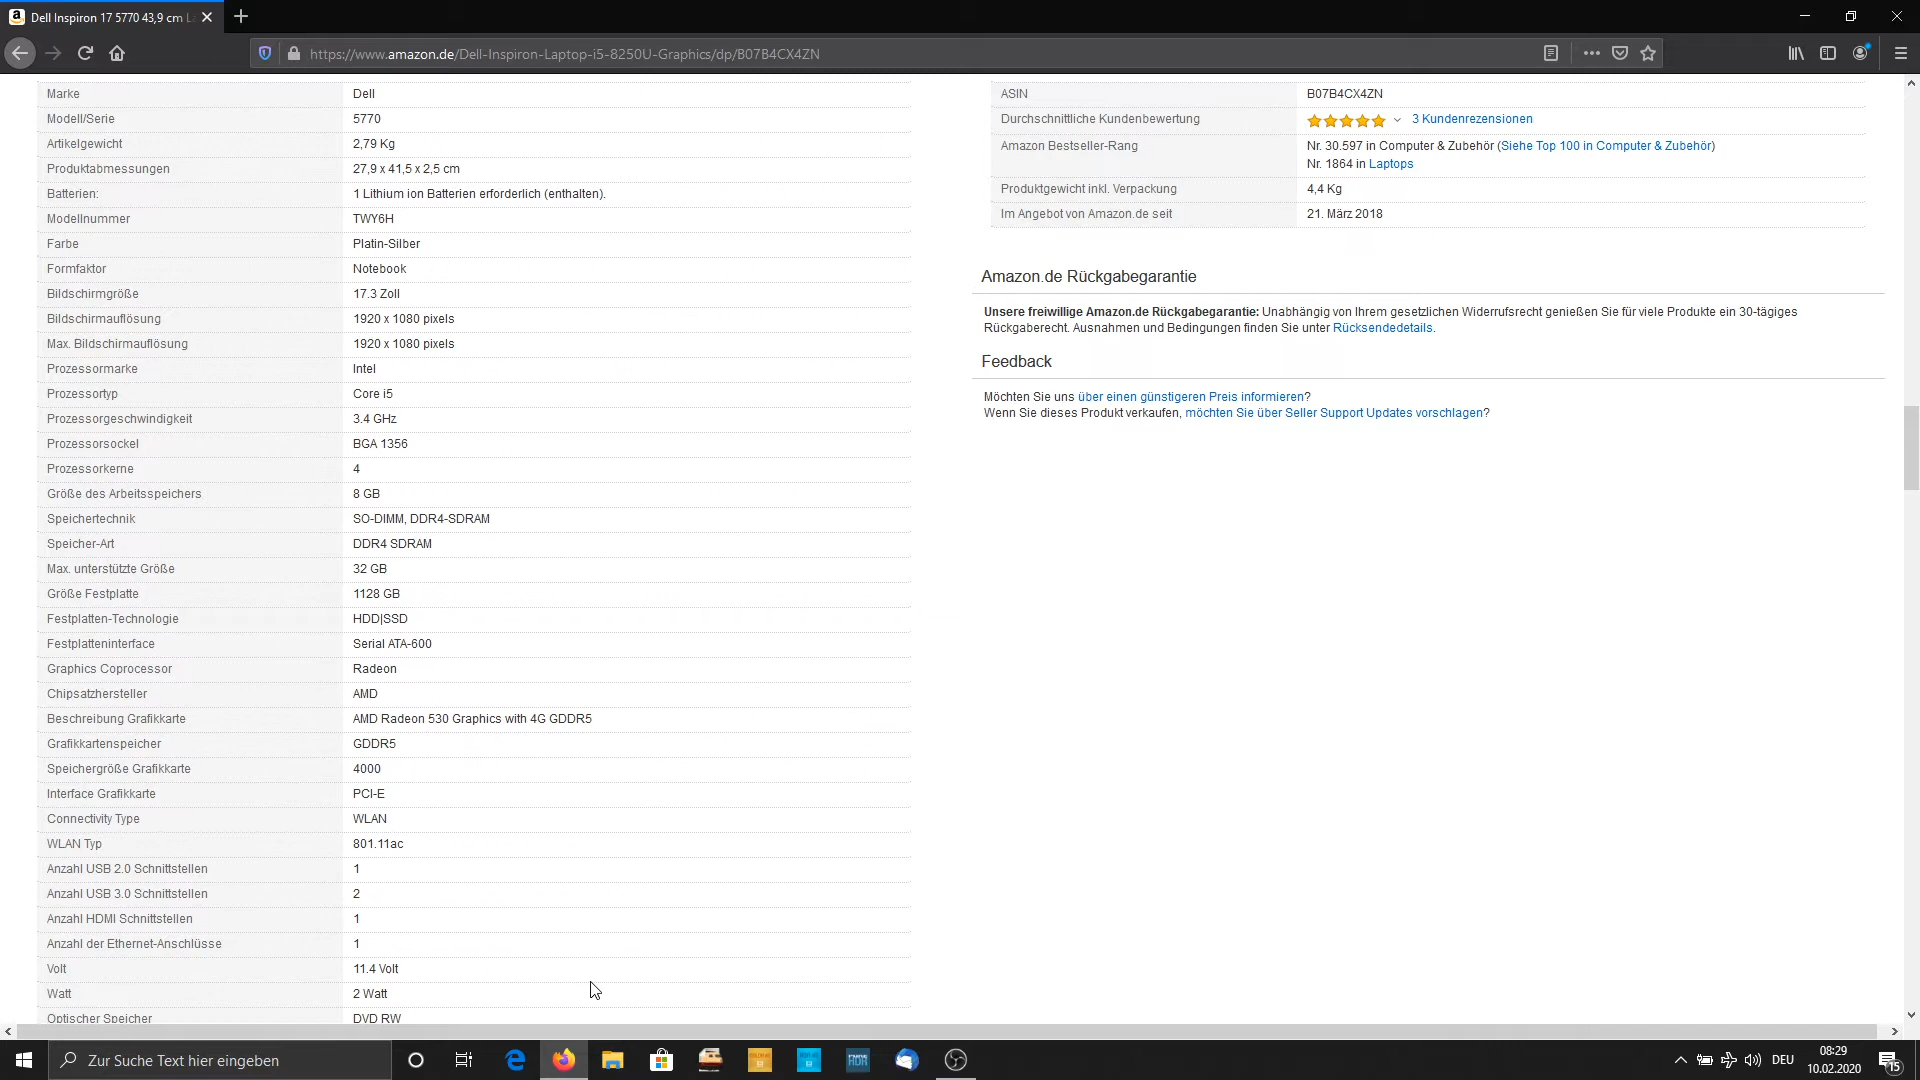 Dell Inspiron 17 5770 43,9 cm
https://www.amazon.de/Dell-Inspiron-Laptop-i5-8250U-Graphics/dp/B07B4CX4ZN
Marke Dell
Modell/Serie 5770
Artikelgewicht 2,79 Kg
Produktabmessungen 27,9 x 41,5 x 2,5 cm
Batterien: 1 Lithium ion Batterien erforderlich (enthalten).
Modellnummer TWY6H
Farbe Platin-Silber
Formfaktor Notebook
Bildschirmgröße 17.3 Zoll
Bildschirmauflösung 1920 x 1080 pixels
Max. Bildschirmauflösung 1920 x 1080 pixels
Prozessormarke Intel
Prozessortyp Core i5
Prozessorgeschwindigkeit 3.4 GHz
Prozessorsockel BGA 1356
Prozessorkerne 4
Größe des Arbeitsspeichers 8 GB
Speichertechnik SO-DIMM, DDR4-SDRAM
Speicher-Art DDR4 SDRAM
Max. unterstützte Größe 32 GB
Größe Festplatte 1128 GB
Festplatten-Technologie HDD|SSD
Festplatteninterface Serial ATA-600
Graphics Coprocessor Radeon
Chipsatzhersteller AMD
Beschreibung Grafikkarte AMD Radeon 530 Graphics with 4G GDDR5
Grafikkartenspeicher GDDR5
Speichergröße Grafikkarte 4000
Interface Grafikkarte PCI-E
Connectivity Type WLAN
WLAN Typ 801.11ac
Anzahl USB 2.0 Schnittstellen 1
Anzahl USB 3.0 Schnittstellen 2
Anzahl HDMI Schnittstellen 1
Anzahl der Ethernet-Anschlüsse 1
Volt 11.4 Volt
Watt 2 Watt
Optischer Speicher DVD RW
ASIN B07B4CX4ZN
Durchschnittliche Kundenbewertung 3 Kundenrezensionen
Amazon Bestseller-Rang Nr. 30.597 in Computer & Zubehör (Siehe Top 100 in Computer & Zubehör)
Nr. 1864 in Laptops
Produktgewicht inkl. Verpackung 4,4 Kg
Im Angebot von Amazon.de seit 21. März 2018
Amazon.de Rückgabegarantie
Unsere freiwillige Amazon.de Rückgabegarantie: Unabhängig von Ihrem gesetzlichen Widerrufsrecht genießen Sie für viele Produkte ein 30-tägiges
Rückgaberecht. Ausnahmen und Bedingungen finden Sie unter Rücksendedetails.
Feedback
Möchten Sie uns über einen günstigeren Preis informieren?
Wenn Sie dieses Produkt verkaufen, möchten Sie über Seller Support Updates vorschlagen?
Zur Suche Text hier eingeben
DEU
08:29
10.02.2020
15